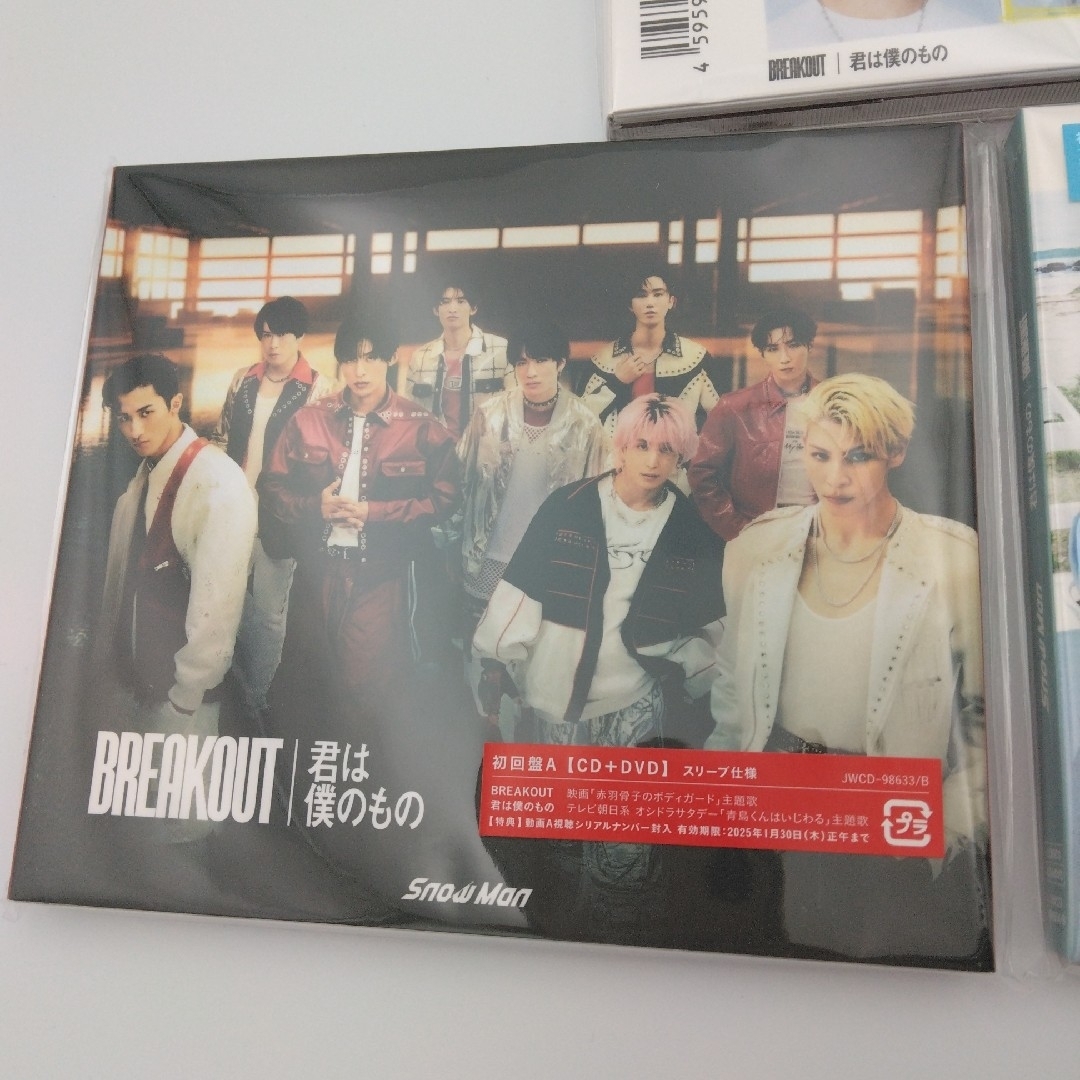 4 5959
BREAKOUT | 君は僕のもの
BREAKOUT
君は
僕のもの
初回盤A【CD+DVD】 スリーブ仕様
JWCD-98633/B
BREAKOUT 映画「赤羽骨子のボディガード」主題歌
君は僕のもの テレビ朝日系 オシドラサタデー「青島くんはいじわる」主題歌
【特典】動画A視聴シリアルナンバー封入 有効期限:2025年1月30日(木)正午まで
プラ
Snow Man